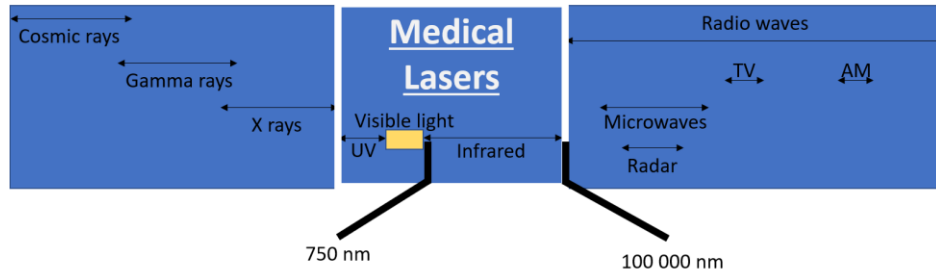 Cosmic rays
Gamma rays
X rays
Medical
Lasers
Visible light
UV
Infrared
Radio waves
TV
AM
Microwaves
Radar
750 nm
100 000 nm